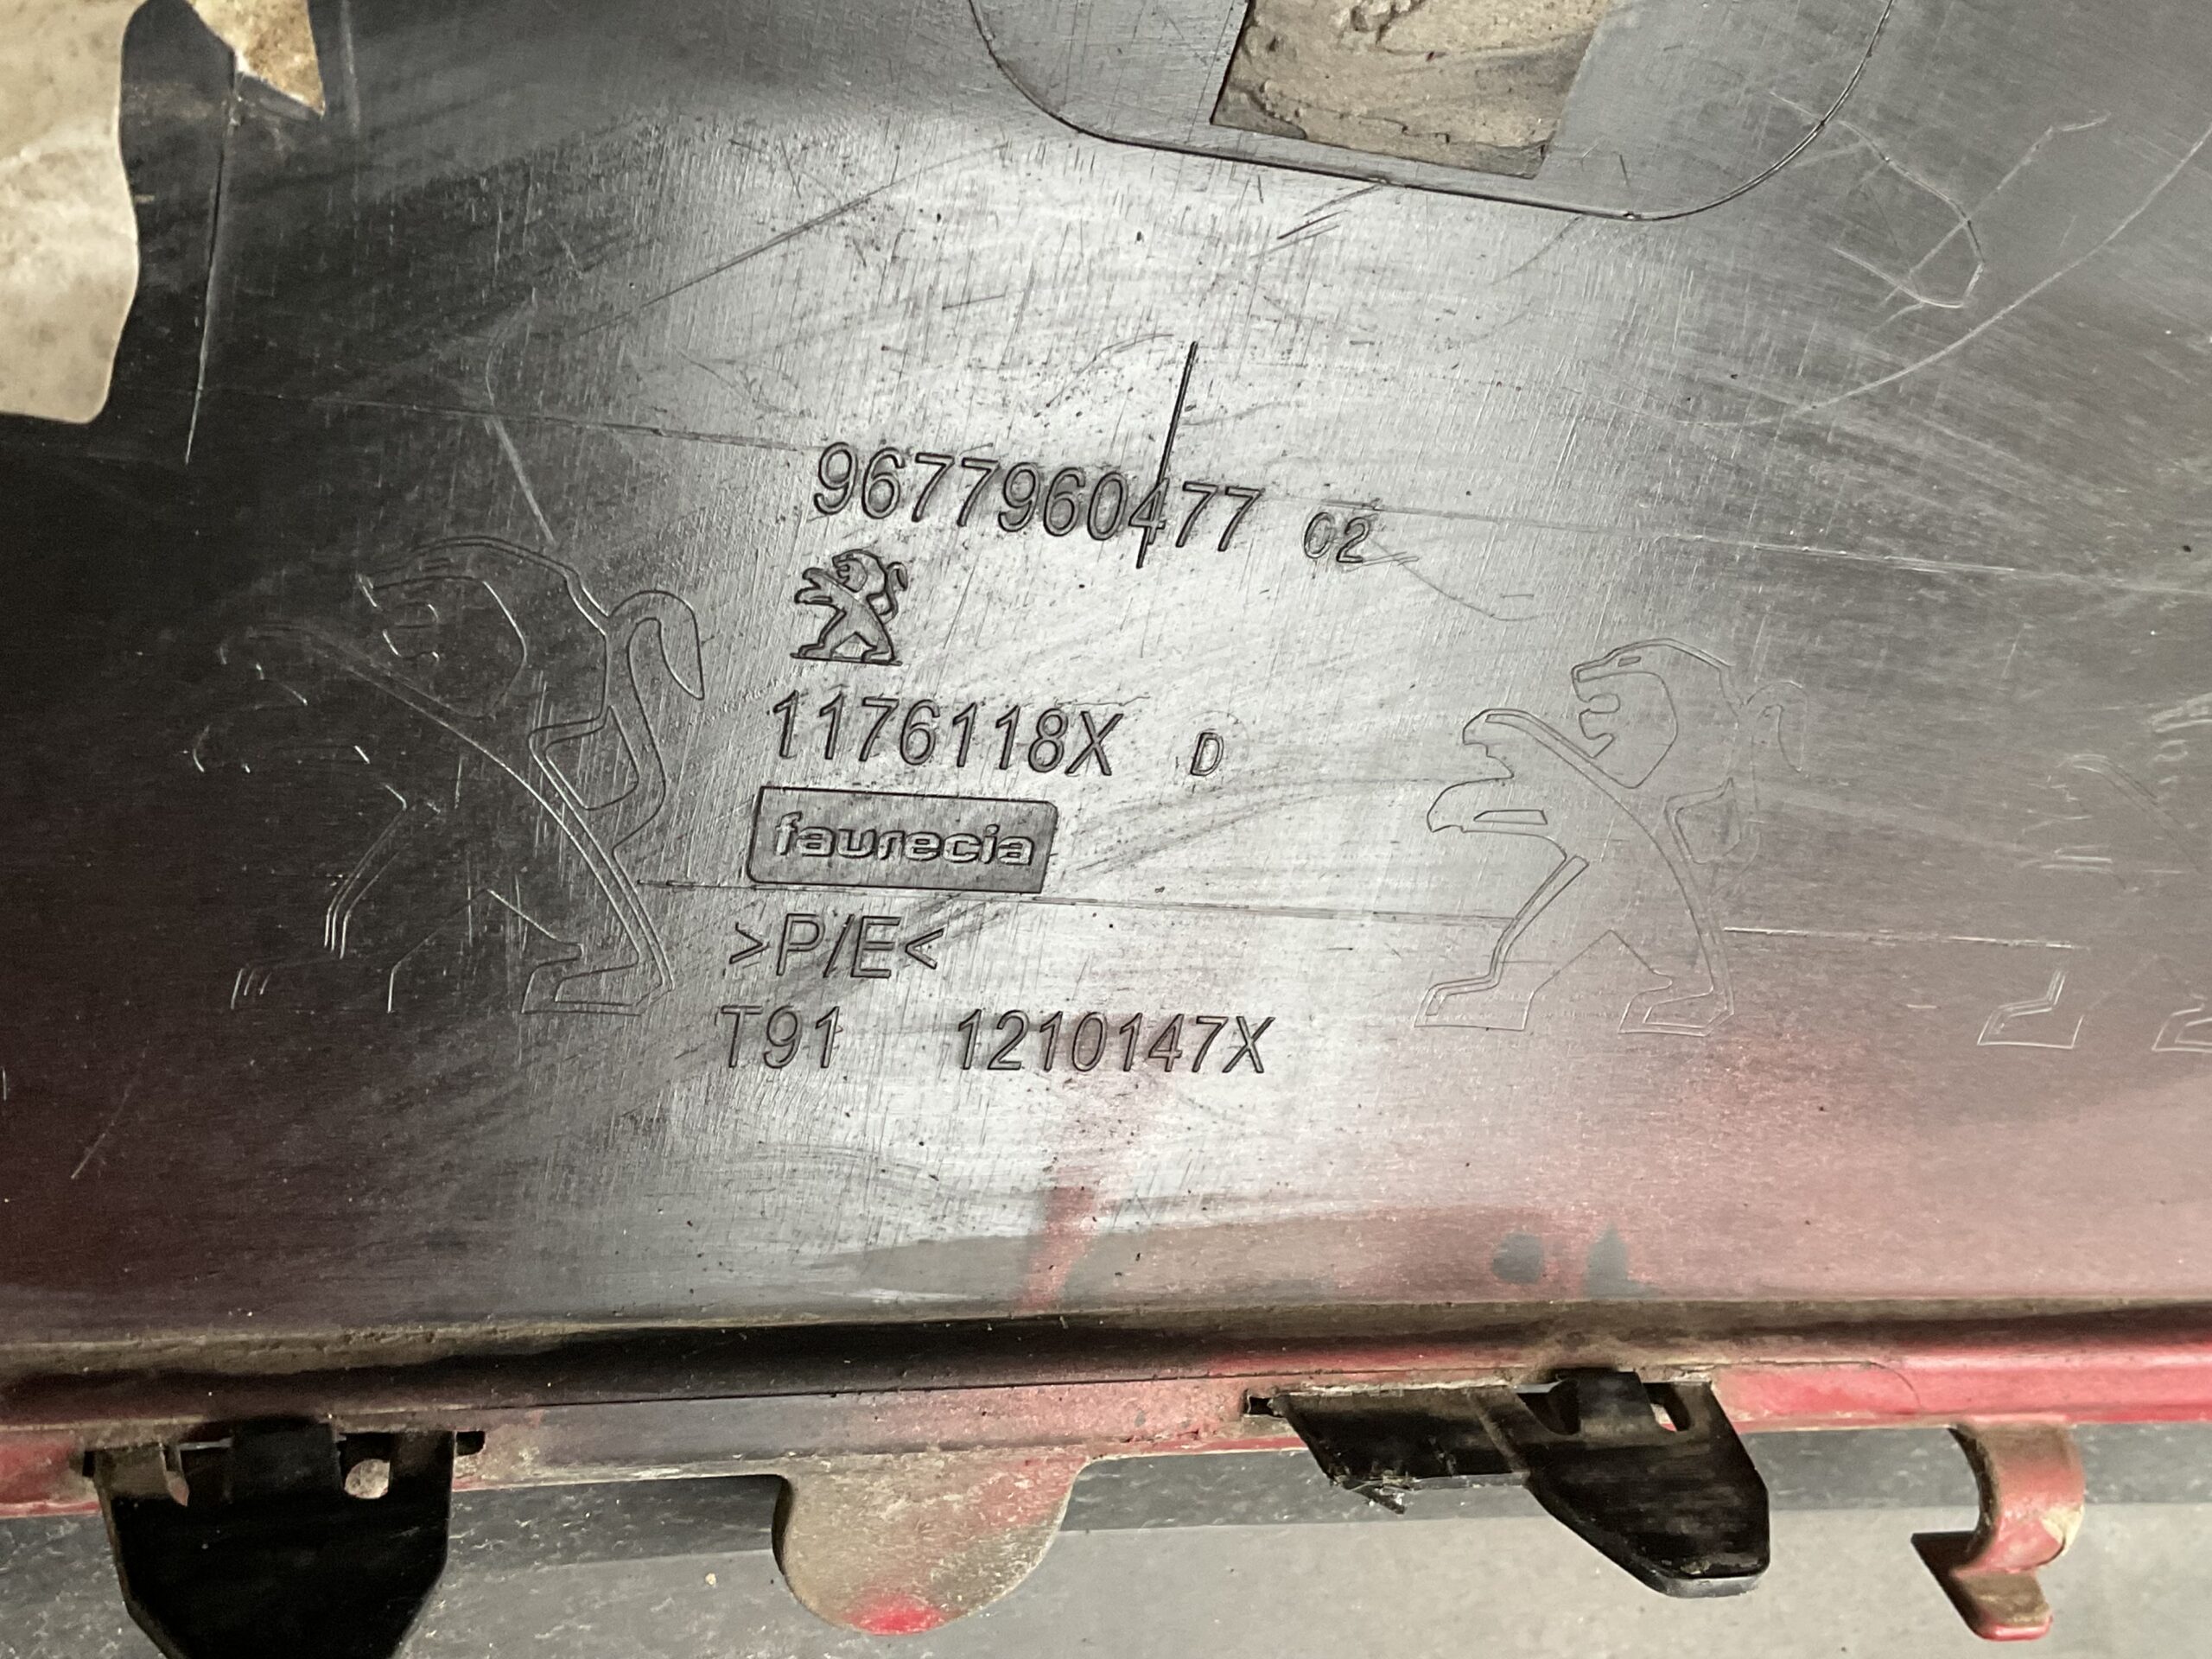 9677960477 02
1176118X D
faurecia
>P/E<
T91 1210147X